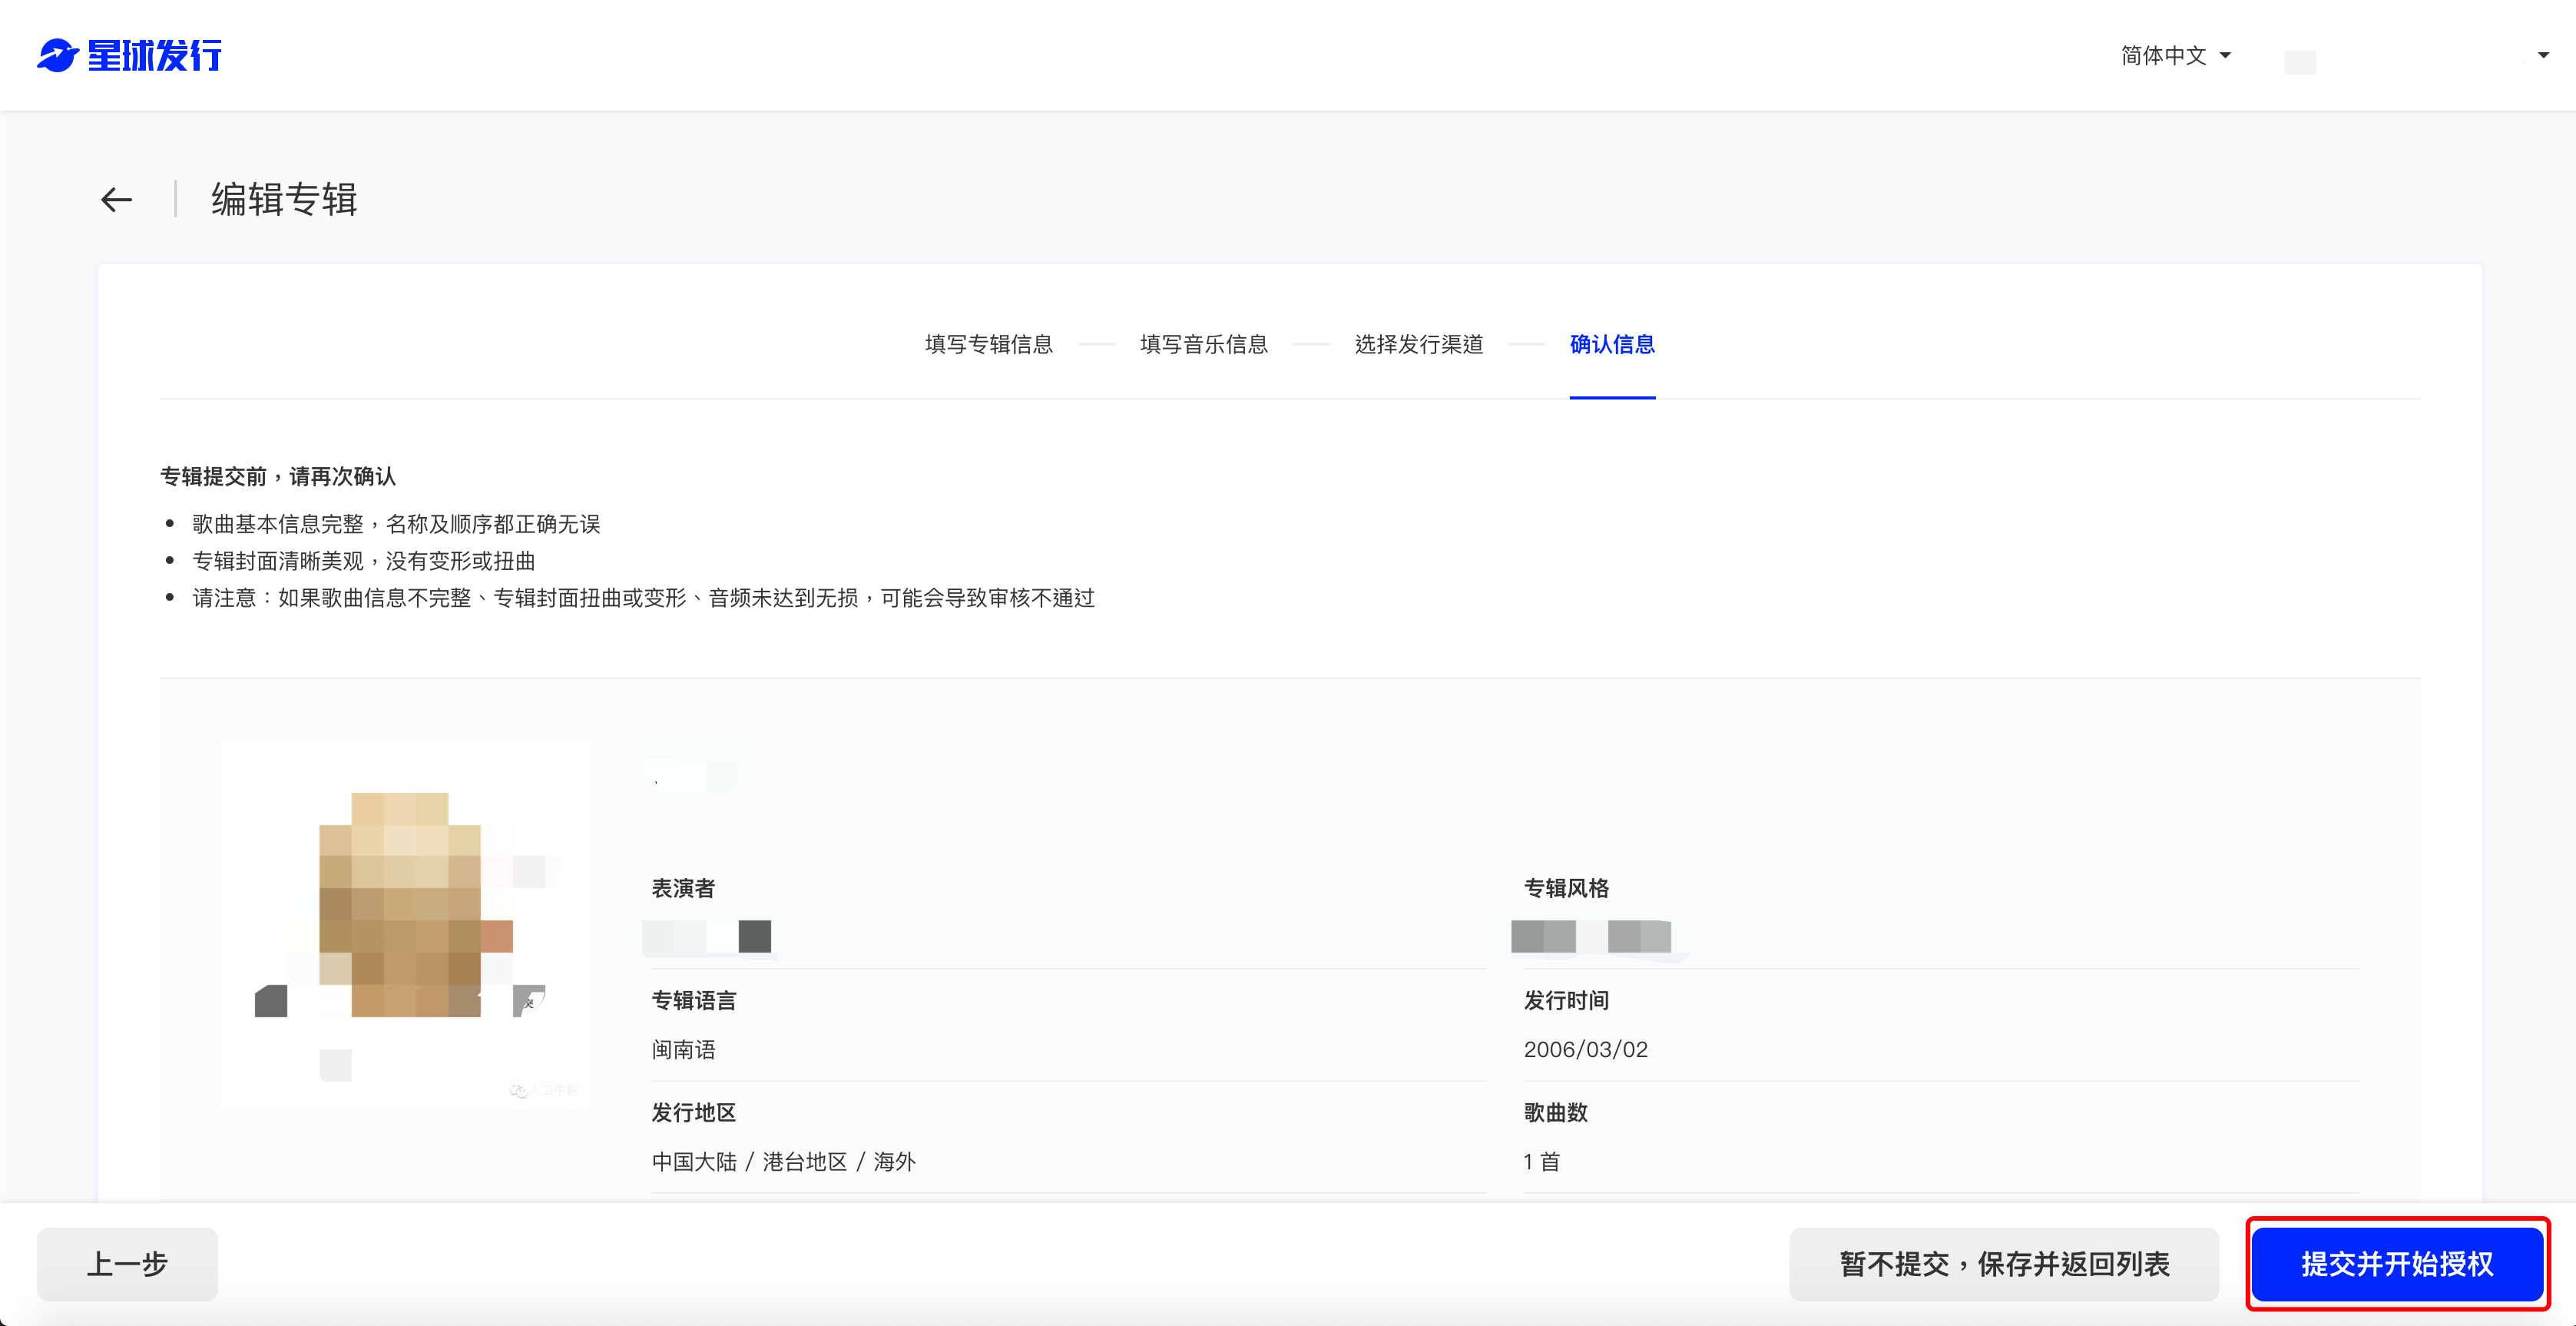 星球发行
简体中文
编辑专辑
填写专辑信息
填写音乐信息
选择发行渠道
确认信息
专辑提交前，请再次确认
歌曲基本信息完整，名称及顺序都正确无误
专辑封面清晰美观，没有变形或扭曲
请注意：如果歌曲信息不完整、专辑封面扭曲或变形、音频未达到无损，可能会导致审核不通过
表演者
专辑风格
专辑语言
发行时间
闽南语
2006/03/02
发行地区
歌曲数
中国大陆 / 港台地区 / 海外
1 首
上一步
暂不提交，保存并返回列表
提交并开始授权